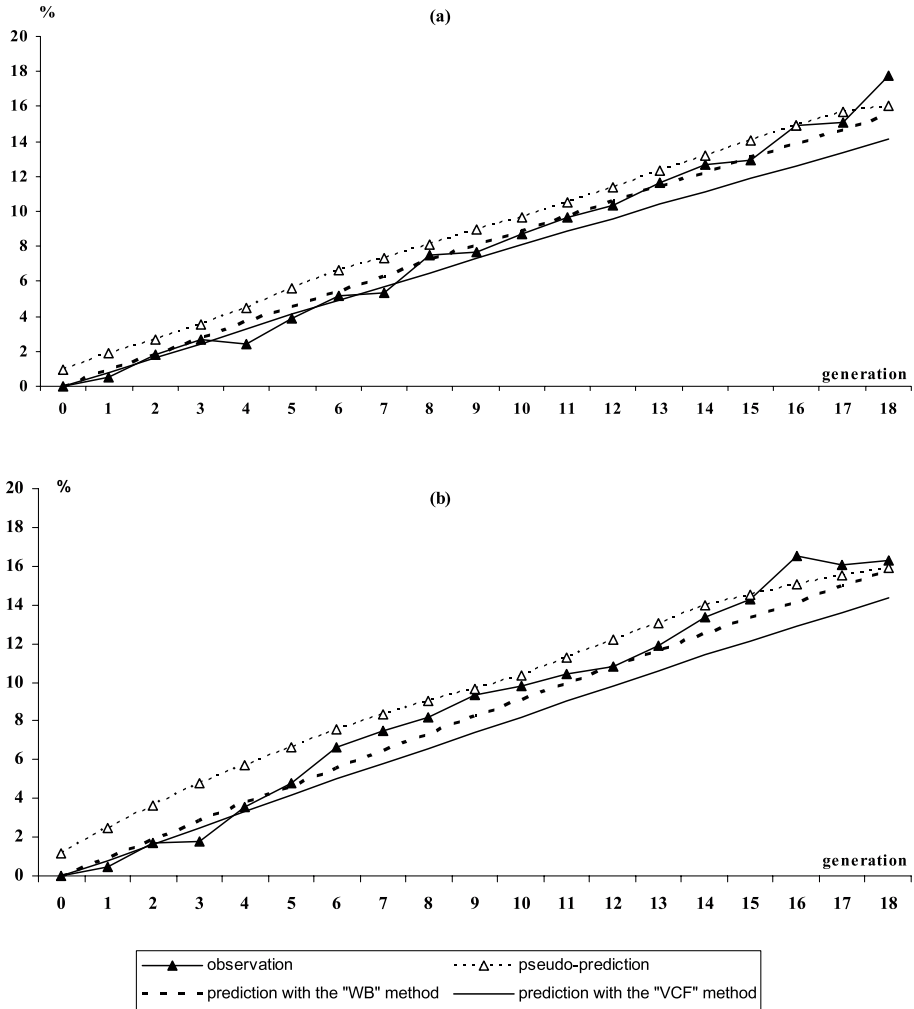 %
(a)
20
18
16
14
12
10
8
6
4
2
0
generation
0 1 2 3 4 5 6 7 8 9 10 11 12 13 14 15 16 17 18
%
(b)
20
18
16
14
12
10
8
6
4
2
0
generation
0 1 2 3 4 5 6 7 8 9 10 11 12 13 14 15 16 17 18
observation
pseudo-prediction
prediction with the "WB" method
prediction with the "VCF" method